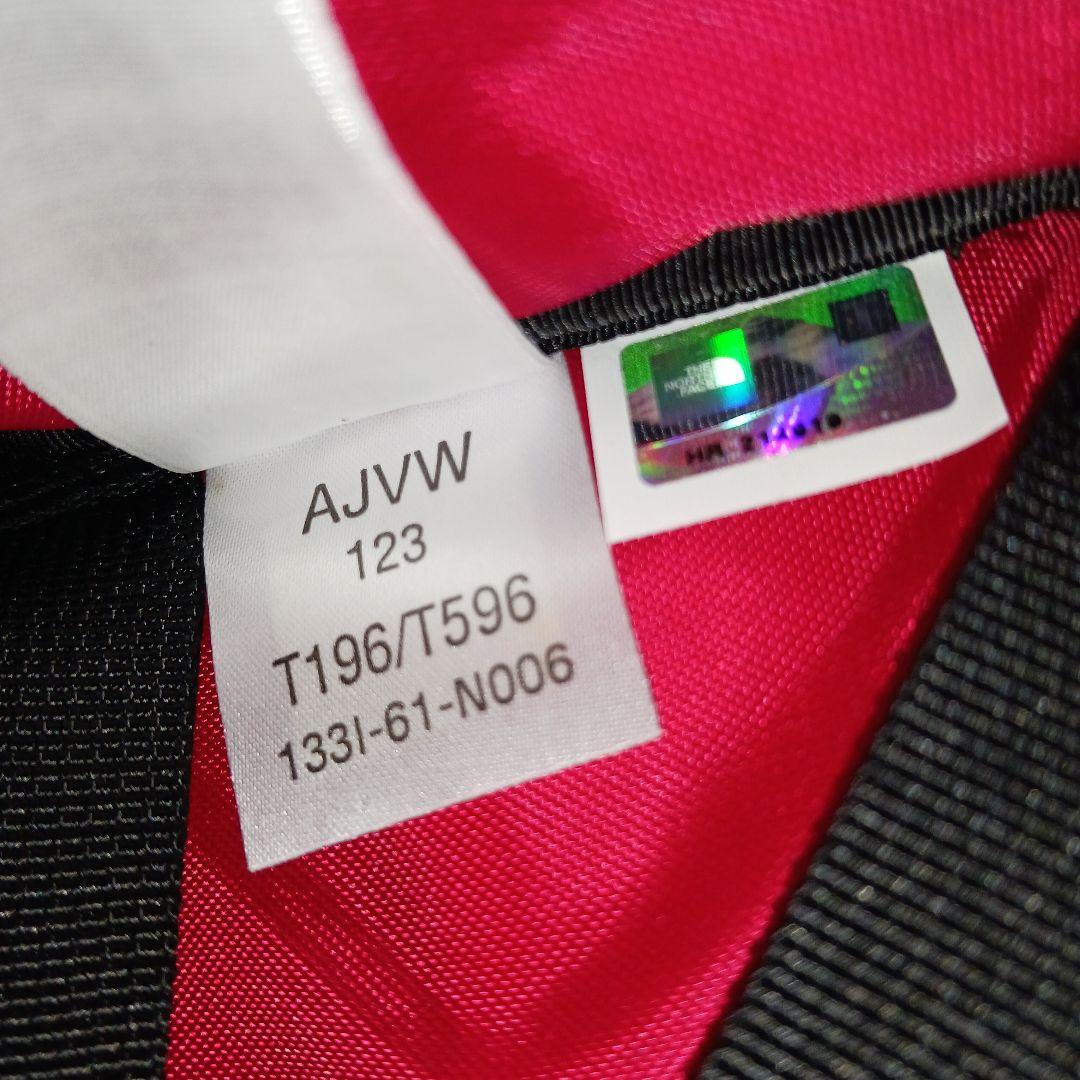 AJVW
123
T196/T596
133I-61-N006
THE
NORTH
FACE